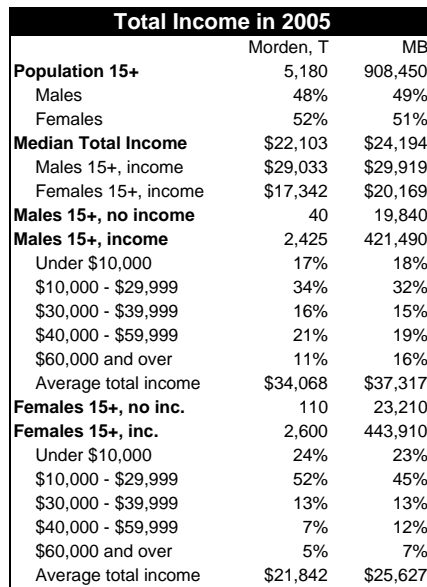 Total Income in 2005
Morden, T MB
Population 15+ 5,180 908,450
Males 48% 49%
Females 52% 51%
Median Total Income $22,103 $24,194
Males 15+, income $29,033 $29,919
Females 15+, income $17,342 $20,169
Males 15+, no income 40 19,840
Males 15+, income 2,425 421,490
Under $10,000 17% 18%
$10,000 - $29,999 34% 32%
$30,000 - $39,999 16% 15%
$40,000 - $59,999 21% 19%
$60,000 and over 11% 16%
Average total income $34,068 $37,317
Females 15+, no inc. 110 23,210
Females 15+, inc. 2,600 443,910
Under $10,000 24% 23%
$10,000 - $29,999 52% 45%
$30,000 - $39,999 13% 13%
$40,000 - $59,999 7% 12%
$60,000 and over 5% 7%
Average total income $21,842 $25,627